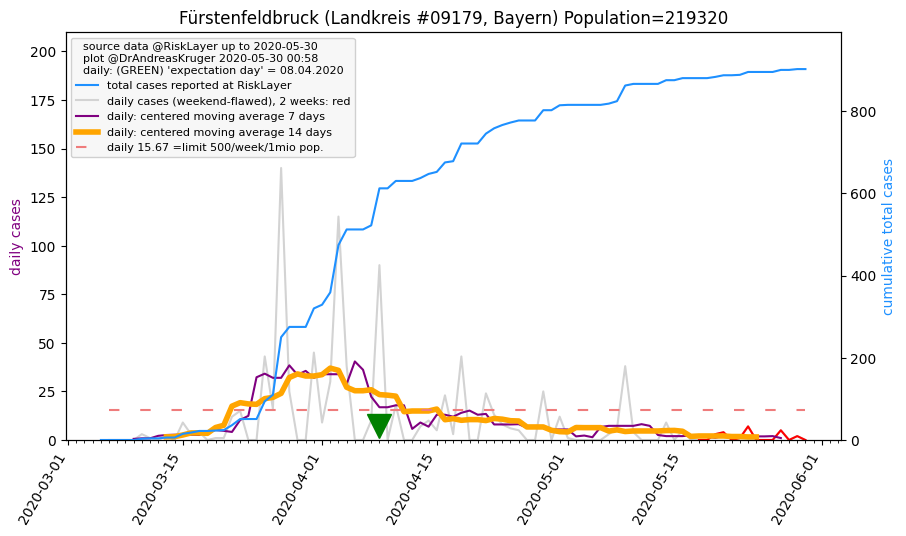 Fürstenfeldbruck (Landkreis #09179, Bayern) Population=219320
source data @RiskLayer up to 2020-05-30
plot @DrAndreasKruger 2020-05-30 00:58
daily: (GREEN) 'expectation day' = 08.04.2020
total cases reported at RiskLayer
daily cases (weekend-flawed), 2 weeks: red
daily: centered moving average 7 days
daily: centered moving average 14 days
daily 15.67 =limit 500/week/1mio pop.
daily cases
200
175
150
125
100
75
50
25
0
cumulative total cases
800
600
400
200
0
2020-03-01
2020-03-15
2020-04-01
2020-04-15
2020-05-01
2020-05-15
2020-06-01